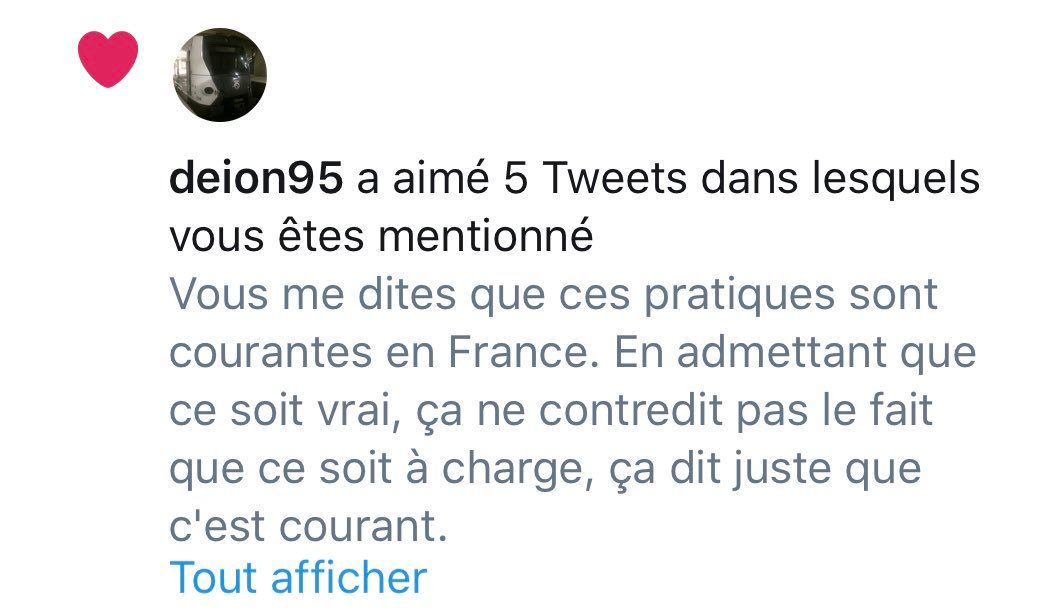 deion95 a aimé 5 Tweets dans lesquels
vous êtes mentionné
Vous me dites que ces pratiques sont
courantes en France. En admettant que
ce soit vrai, ça ne contredit pas le fait
que ce soit à charge, ça dit juste que
c'est courant.
Tout afficher